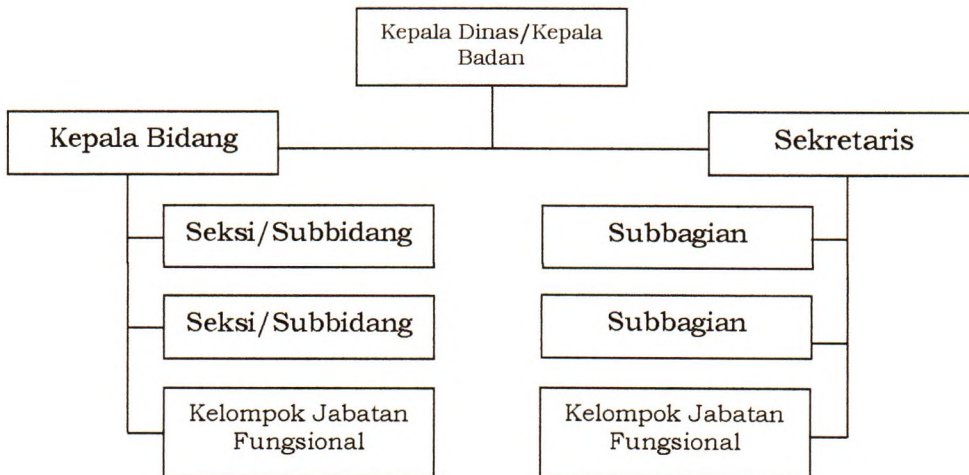 Kepala Dinas/Kepala
Badan
Kepala Bidang
Sekretaris
Seksi/Subbidang
Subbagian
Seksi/Subbidang
Subbagian
Kelompok Jabatan
Fungsional
Kelompok Jabatan
Fungsional